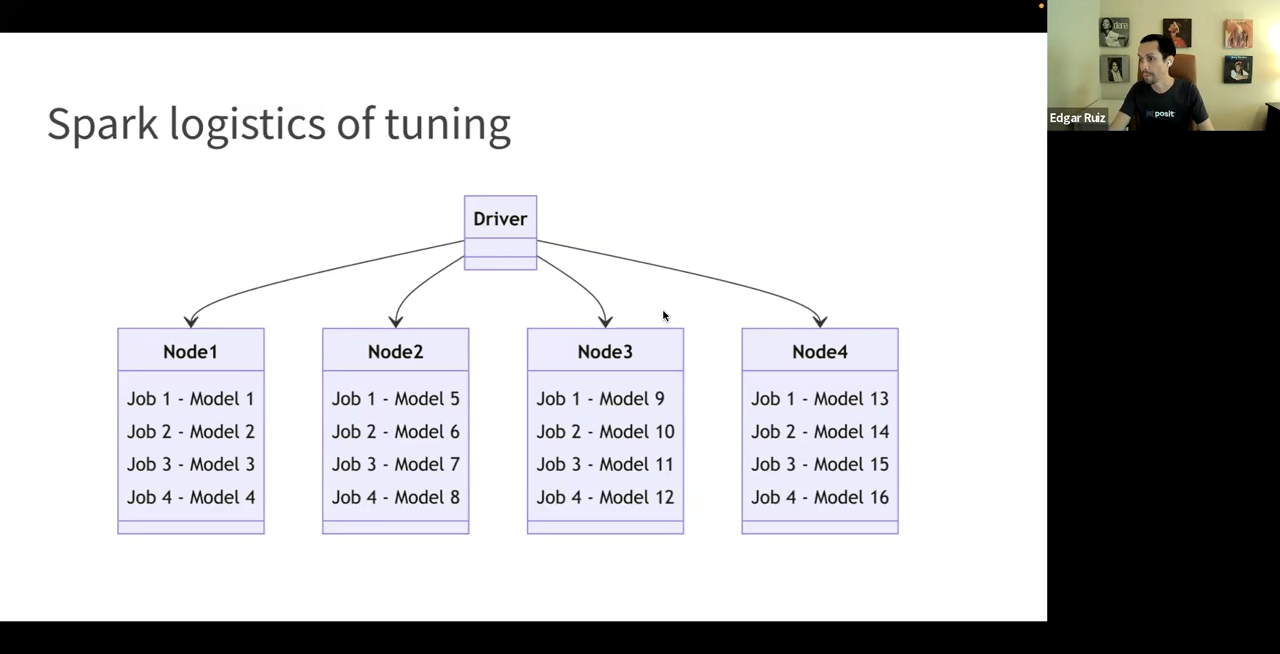 Spark logistics of tuning
Driver
Node1
Job 1 - Model 1
Job 2 - Model 2
Job 3 - Model 3
Job 4 - Model 4
Node2
Job 1 - Model 5
Job 2 - Model 6
Job 3 - Model 7
Job 4 - Model 8
Node3
Job 1 - Model 9
Job 2 - Model 10
Job 3 - Model 11
Job 4 - Model 12
Node4
Job 1 - Model 13
Job 2 - Model 14
Job 3 - Model 15
Job 4 - Model 16
posit
Edgar Ruiz